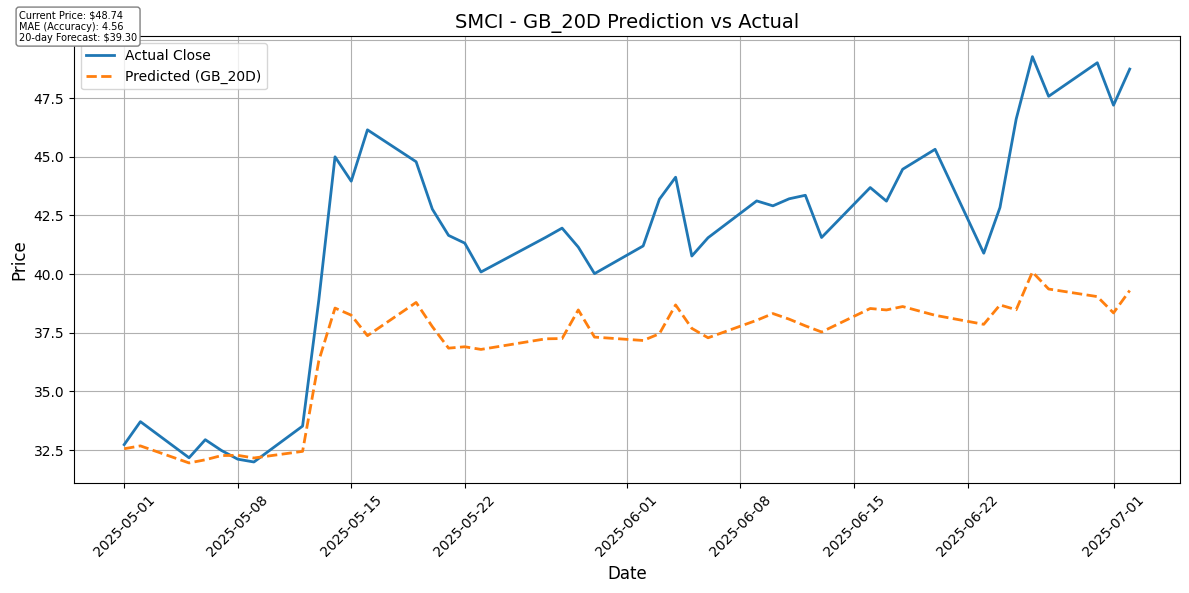 SMCI - GB_20D Prediction vs Actual
Current Price: $48.74
MAE (Accuracy): 4.56
20-day Forecast: $39.30
Actual Close
Predicted (GB_20D)
Price
47.5
45.0
42.5
40.0
37.5
35.0
32.5
2025-05-01
2025-05-08
2025-05-15
2025-05-22
2025-06-01
2025-06-08
2025-06-15
2025-06-22
2025-07-01
Date